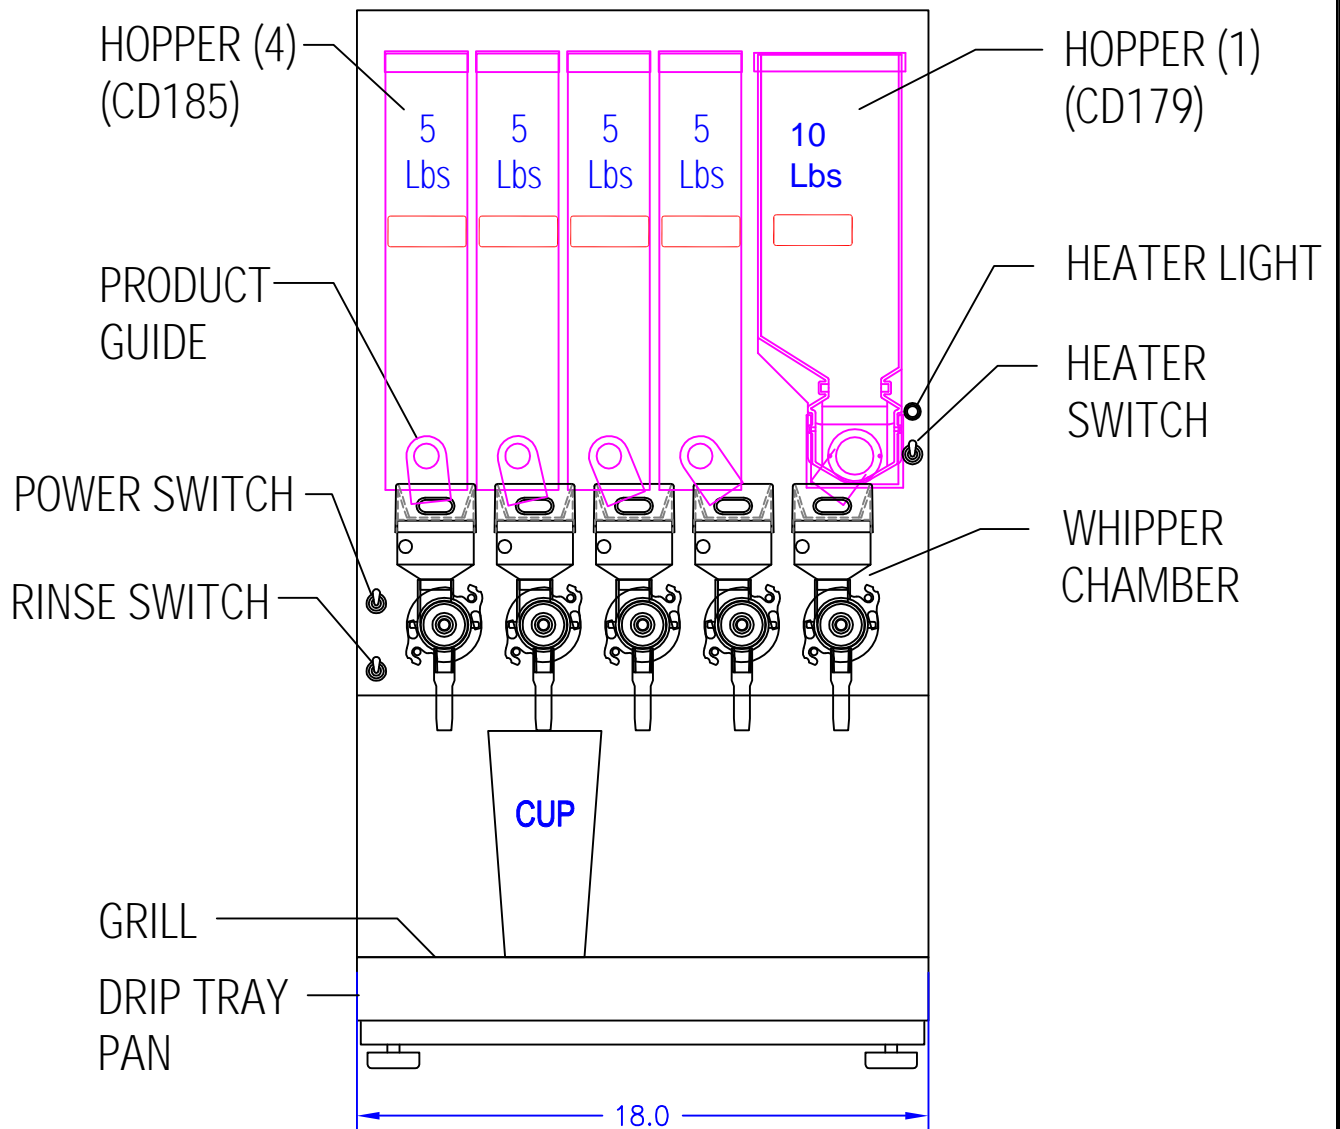 HOPPER (4)
(CD185)
HOPPER (1)
(CD179)
5
Lbs
5
Lbs
5
Lbs
5
Lbs
10
Lbs
PRODUCT
GUIDE
HEATER LIGHT
HEATER
SWITCH
POWER SWITCH
RINSE SWITCH
WHIPPER
CHAMBER
CUP
GRILL
DRIP TRAY
PAN
18.0